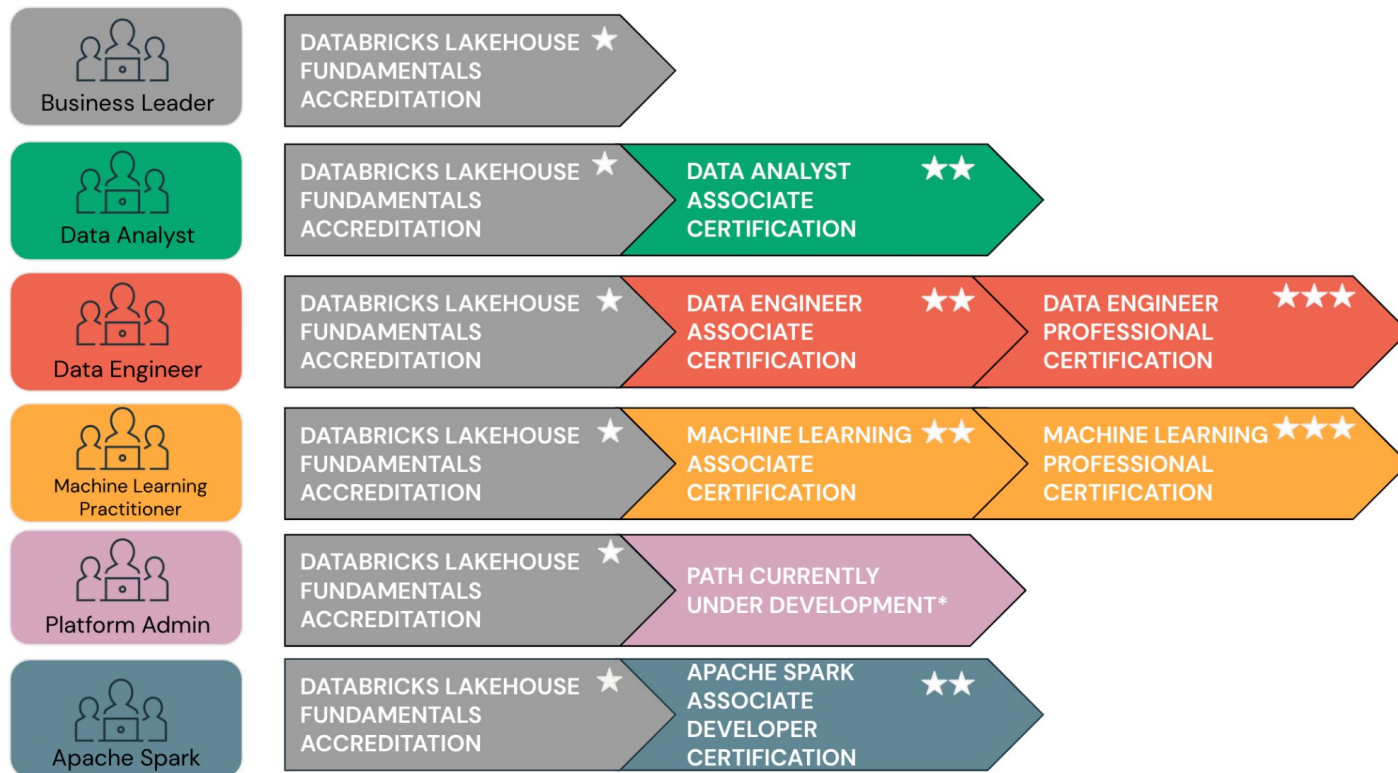 Business Leader
DATABRICKS LAKEHOUSE
FUNDAMENTALS
ACCREDITATION
Data Analyst
DATABRICKS LAKEHOUSE
FUNDAMENTALS
ACCREDITATION
DATA ANALYST
ASSOCIATE
CERTIFICATION
Data Engineer
DATABRICKS LAKEHOUSE
FUNDAMENTALS
ACCREDITATION
DATA ENGINEER
ASSOCIATE
CERTIFICATION
DATA ENGINEER
PROFESSIONAL
CERTIFICATION
Machine Learning
Practitioner
DATABRICKS LAKEHOUSE
FUNDAMENTALS
ACCREDITATION
MACHINE LEARNING
ASSOCIATE
CERTIFICATION
MACHINE LEARNING
PROFESSIONAL
CERTIFICATION
Platform Admin
DATABRICKS LAKEHOUSE
FUNDAMENTALS
ACCREDITATION
PATH CURRENTLY
UNDER DEVELOPMENT*
Apache Spark
DATABRICKS LAKEHOUSE
FUNDAMENTALS
ACCREDITATION
APACHE SPARK
ASSOCIATE
DEVELOPER
CERTIFICATION